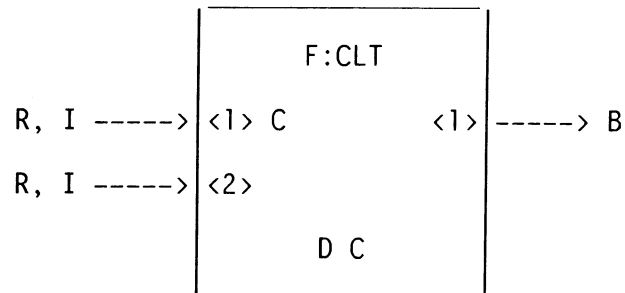 F:CLT
R, I -----> <1> C <1> -----> B
R, I -----> <2>
D C